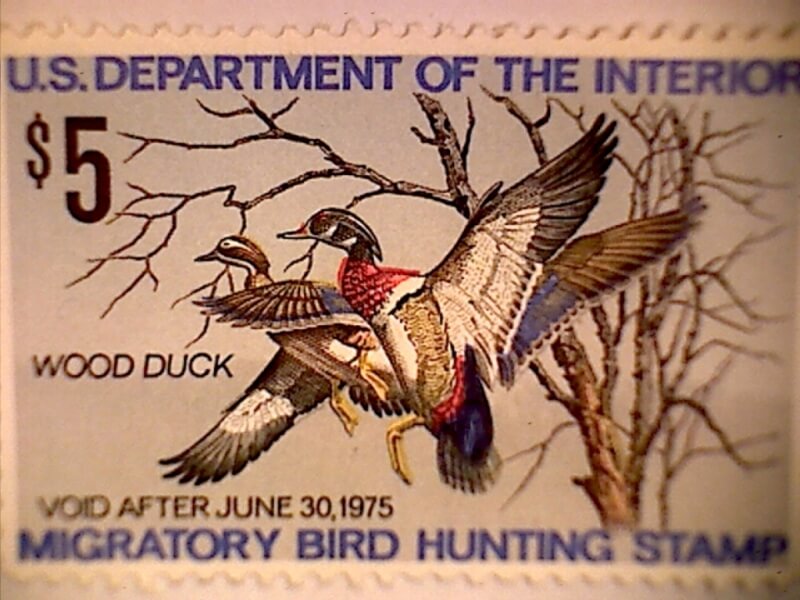 U.S. DEPARTMENT OF THE INTERIOR
$5
WOOD DUCK
VOID AFTER JUNE 30, 1975
MIGRATORY BIRD HUNTING STAMP